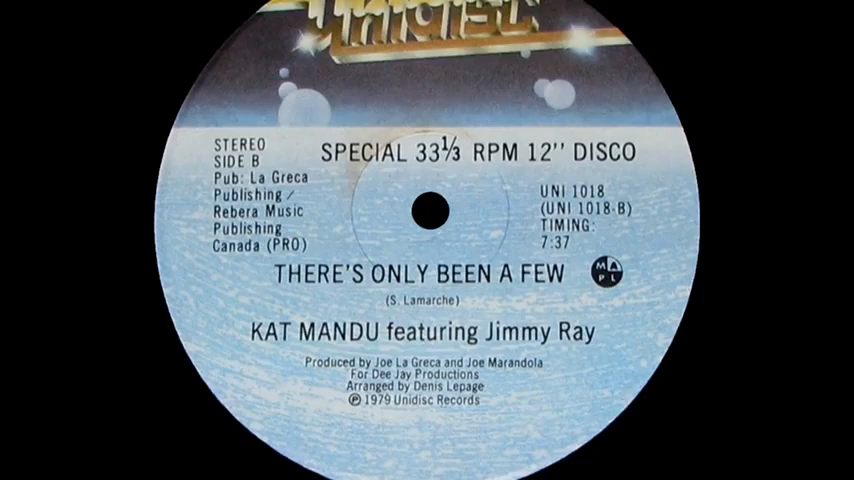 Unidisc
STEREO
SIDE B
Pub: La Greca
Publishing /
Rebera Music
Publishing
Canada (PRO)
SPECIAL 33⅓ RPM 12'' DISCO
UNI 1018
(UNI 1018-B)
TIMING:
7:37
THERE'S ONLY BEEN A FEW
M A
P L
(S. Lamarche)
KAT MANDU featuring Jimmy Ray
Produced by Joe La Greca and Joe Marandola
For Dee Jay Productions
Arranged by Denis Lepage
℗ 1979 Unidisc Records